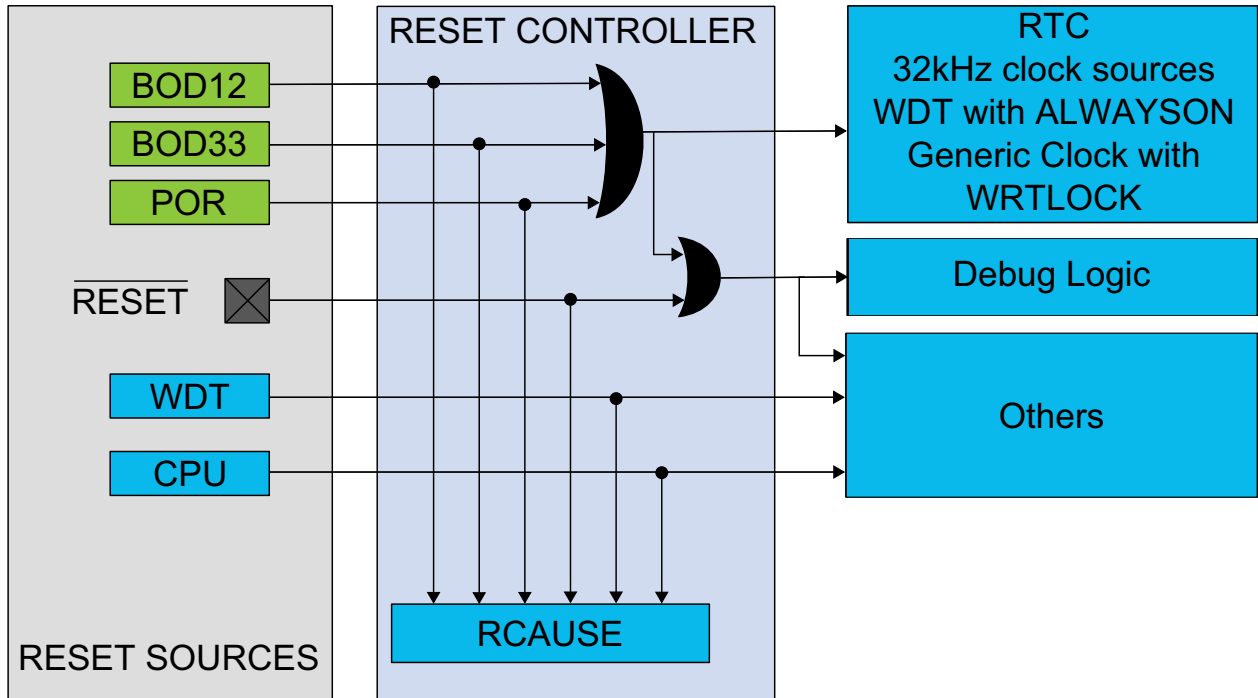 RESET SOURCES
BOD12
BOD33
POR
RESET
WDT
CPU
RESET CONTROLLER
RCAUSE
RTC
32kHz clock sources
WDT with ALWAYSON
Generic Clock with
WRTLOCK
Debug Logic
Others